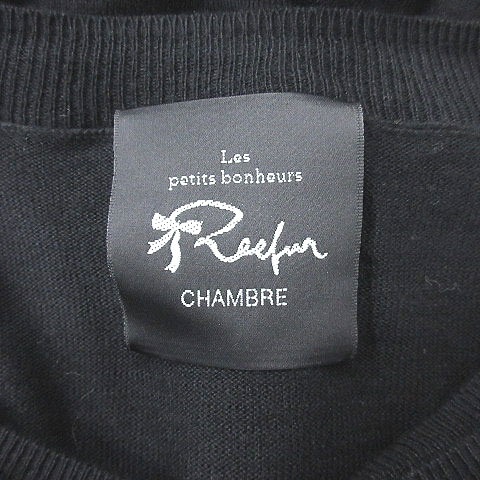 Les
petits bonheurs
Reefur
CHAMBRE